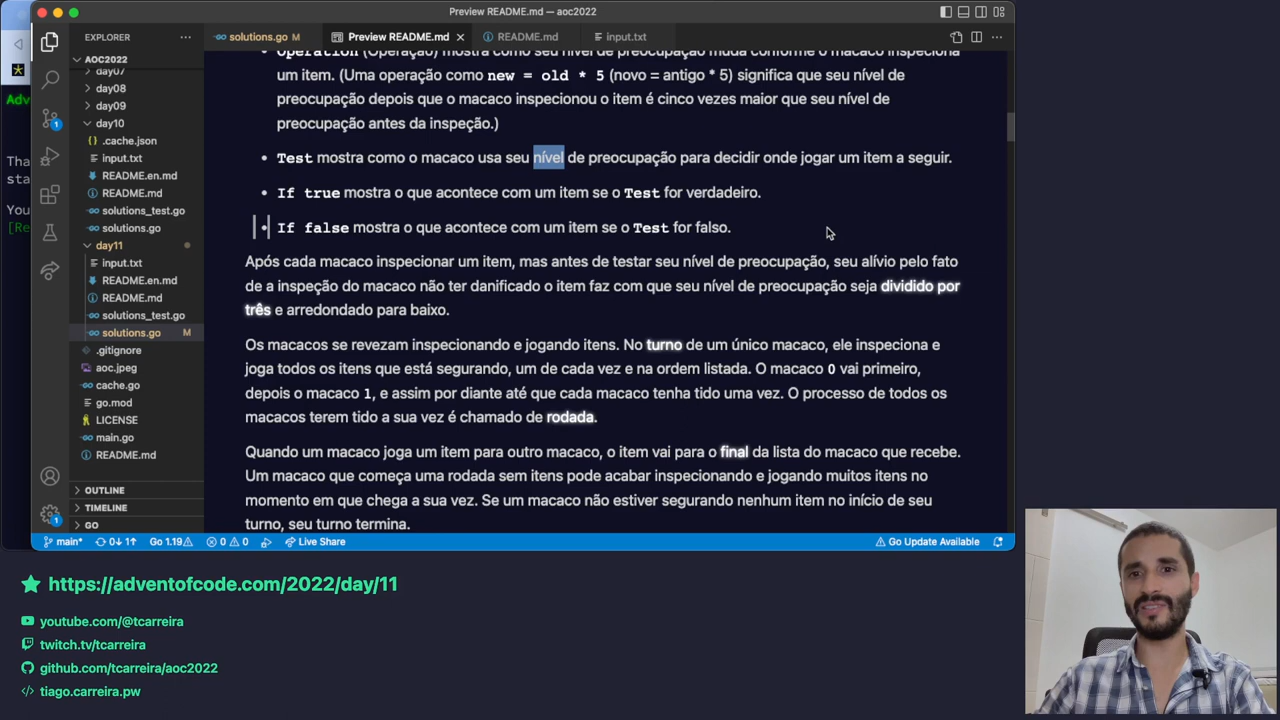 Preview README.md — aoc2022
EXPLORER
solutions.go M
Preview README.md
README.md
input.txt
AOC2022
day07
day08
day09
day10
.cache.json
input.txt
README.en.md
README.md
solutions_test.go
solutions.go
day11
input.txt
README.en.md
README.md
solutions_test.go
solutions.go M
.gitignore
aoc.jpeg
cache.go
go.mod
LICENSE
main.go
README.md
OUTLINE
TIMELINE
GO
Operation (Operação) mostra como seu nível de preocupação muda conforme o macaco inspeciona
um item. (Uma operação como new = old * 5 (novo = antigo * 5) significa que seu nível de
preocupação depois que o macaco inspecionou o item é cinco vezes maior que seu nível de
preocupação antes da inspeção.)
• Test mostra como o macaco usa seu nível de preocupação para decidir onde jogar um item a seguir.
• If true mostra o que acontece com um item se o Test for verdadeiro.
• If false mostra o que acontece com um item se o Test for falso.
Após cada macaco inspecionar um item, mas antes de testar seu nível de preocupação, seu alívio pelo fato
de a inspeção do macaco não ter danificado o item faz com que seu nível de preocupação seja dividido por
três e arredondado para baixo.
Os macacos se revezam inspecionando e jogando itens. No turno de um único macaco, ele inspeciona e
joga todos os itens que está segurando, um de cada vez e na ordem listada. O macaco 0 vai primeiro,
depois o macaco 1, e assim por diante até que cada macaco tenha tido uma vez. O processo de todos os
macacos terem tido a sua vez é chamado de rodada.
Quando um macaco joga um item para outro macaco, o item vai para o final da lista do macaco que recebe.
Um macaco que começa uma rodada sem itens pode acabar inspecionando e jogando muitos itens no
momento em que chega a sua vez. Se um macaco não estiver segurando nenhum item no início de seu
turno, seu turno termina.
main* 0↓ 1↑ Go 1.19 0 0 Live Share
Go Update Available
https://adventofcode.com/2022/day/11
youtube.com/@tcarreira
twitch.tv/tcarreira
github.com/tcarreira/aoc2022
tiago.carreira.pw